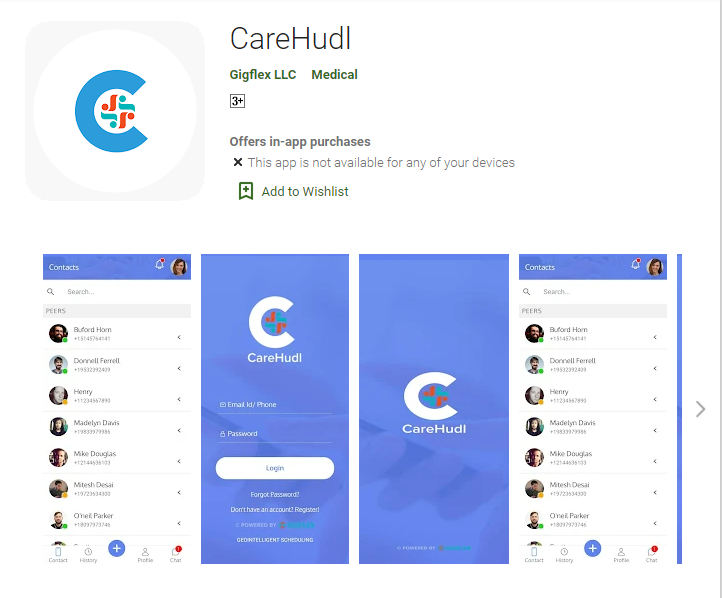 CareHudl
Gigflex LLC Medical
3+
Offers in-app purchases
This app is not available for any of your devices
Add to Wishlist
Contacts
Search...
PEERS
Buford Horn
+15145764141
Donnell Ferrell
+19532392409
Henry
+11234567890
Madelyn Davis
+19833979986
Mike Douglas
+12144636103
Mitesh Desai
+19723634300
O'neil Parker
+18097973746
Contact
History
Profile
Chat
CareHudl
Email Id/ Phone
Password
Login
Forgot Password?
Don't have an account? Register!
© POWERED BY
GEOINTELLIGENT SCHEDULING
CareHudl
© POWERED BY
Contacts
Search...
PEERS
Buford Horn
+15145764141
Donnell Ferrell
+19532392409
Henry
+11234567890
Madelyn Davis
+19833979986
Mike Douglas
+12144636103
Mitesh Desai
+19723634300
O'neil Parker
+18097973746
Contact
History
Profile
Chat